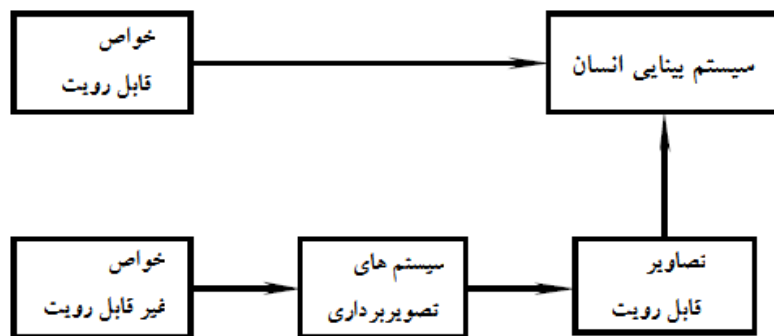 خواص
قابل رویت
سیستم بینایی انسان
خواص
غیر قابل رویت
سیستم های
تصویربرداری
تصاویر
قابل رویت